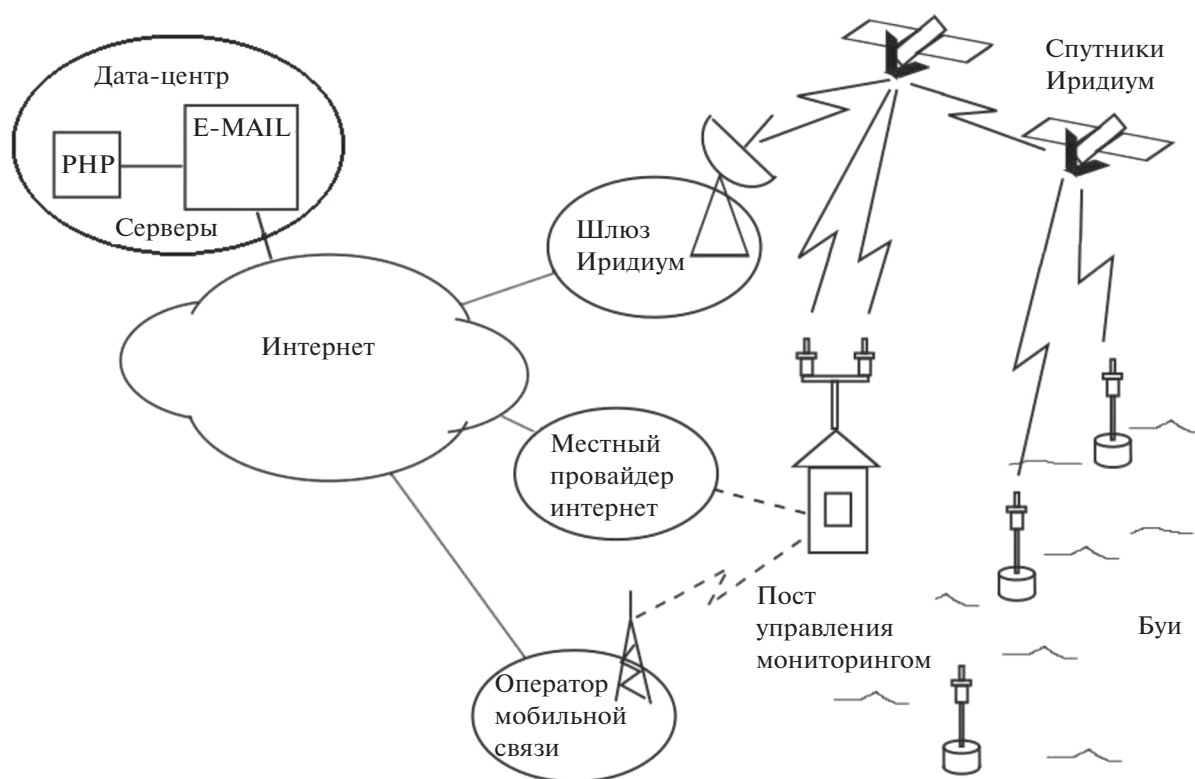 Дата-центр
E-MAIL
PHP
Серверы
Спутники
Иридиум
Шлюз
Иридиум
Интернет
Местный
провайдер
интернет
Пост
управления
мониторингом
Буи
Оператор
мобильной
связи